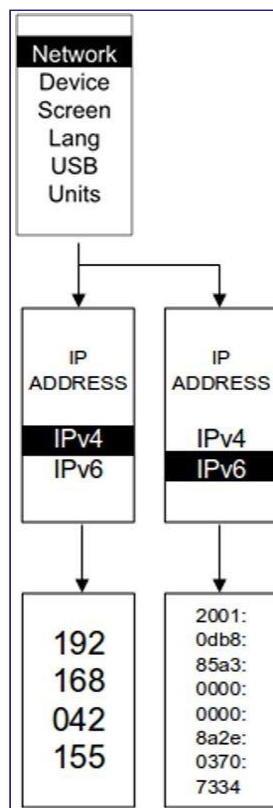 Network
Device
Screen
Lang
USB
Units
IP
ADDRESS
IPv4
IPv6
IP
ADDRESS
IPv4
IPv6
192
168
042
155
2001:
0db8:
85a3:
0000:
0000:
8a2e:
0370:
7334